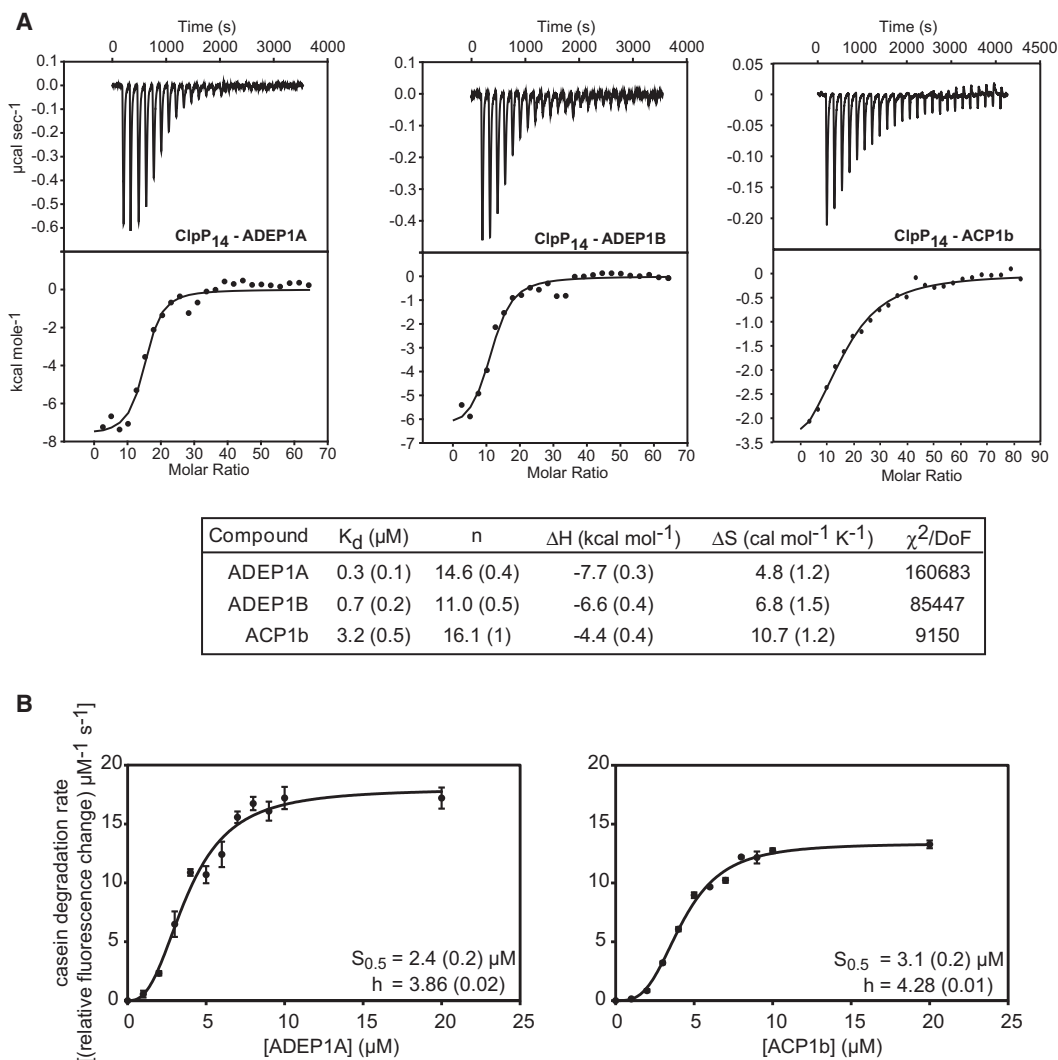 A
Time (s)
0 1000 2000 3000 4000
0.1
0.0
-0.1
-0.2
-0.3
-0.4
-0.5
-0.6
µcal sec-1
ClpP14 - ADEP1A
0
-2
-4
-6
-8
kcal mole-1
0 10 20 30 40 50 60 70
Molar Ratio
Time (s)
0 1000 2000 3000 4000
0.1
0.0
-0.1
-0.2
-0.3
-0.4
ClpP14 - ADEP1B
0
-1
-2
-3
-4
-5
-6
-7
0 10 20 30 40 50 60 70
Molar Ratio
Time (s)
0 500 1000 1500 2000 2500 3000 3500 4000 4500
0.05
0.00
-0.05
-0.10
-0.15
-0.20
ClpP14 - ACP1b
0.0
-0.5
-1.0
-1.5
-2.0
-2.5
-3.0
-3.5
0 10 20 30 40 50 60 70 80 90
Molar Ratio
Compound Kd (µM) n ΔH (kcal mol-1) ΔS (cal mol-1 K-1) χ2/DoF
ADEP1A 0.3 (0.1) 14.6 (0.4) -7.7 (0.3) 4.8 (1.2) 160683
ADEP1B 0.7 (0.2) 11.0 (0.5) -6.6 (0.4) 6.8 (1.5) 85447
ACP1b 3.2 (0.5) 16.1 (1) -4.4 (0.4) 10.7 (1.2) 9150
B
casein degradation rate
[(relative fluorescence change) µM-1 s-1]
20
15
10
5
0
S0.5 = 2.4 (0.2) µM
h = 3.86 (0.02)
0 5 10 15 20 25
[ADEP1A] (µM)
20
15
10
5
0
S0.5 = 3.1 (0.2) µM
h = 4.28 (0.01)
0 5 10 15 20 25
[ACP1b] (µM)